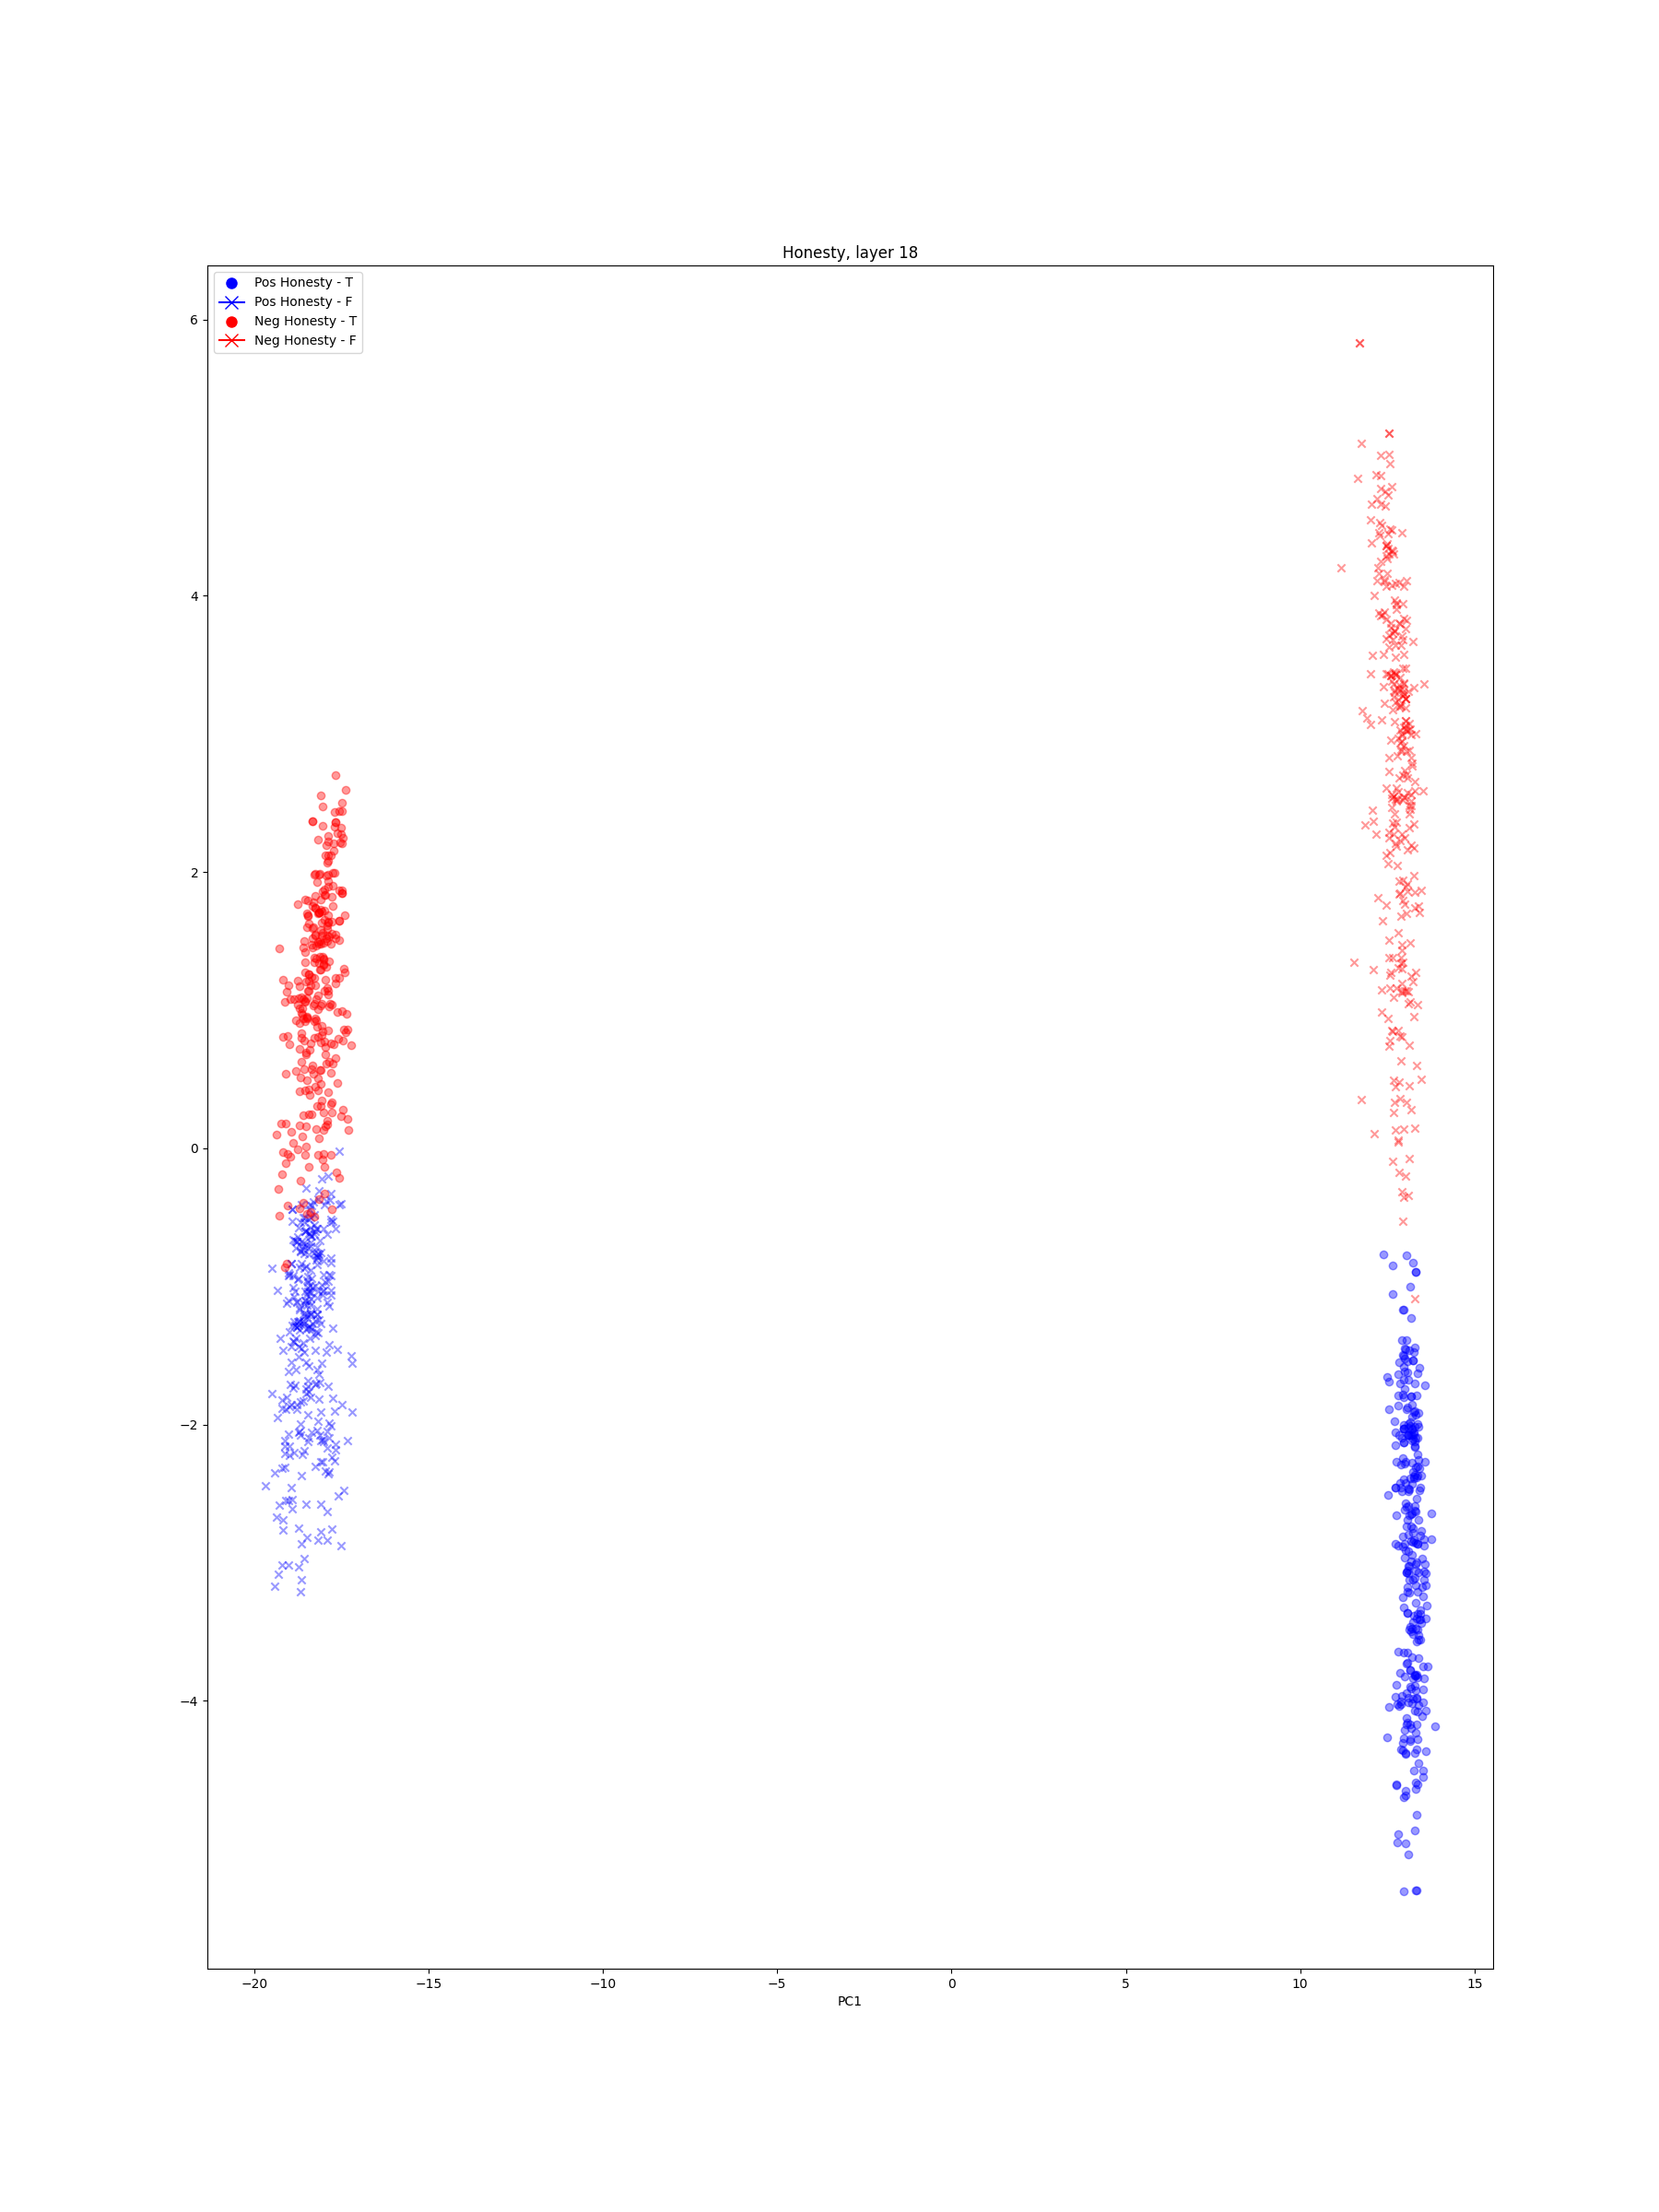 Honesty, layer 18
Pos Honesty - T
Pos Honesty - F
Neg Honesty - T
Neg Honesty - F
6
4
2
0
−2
−4
−20 −15 −10 −5 0 5 10 15
PC1